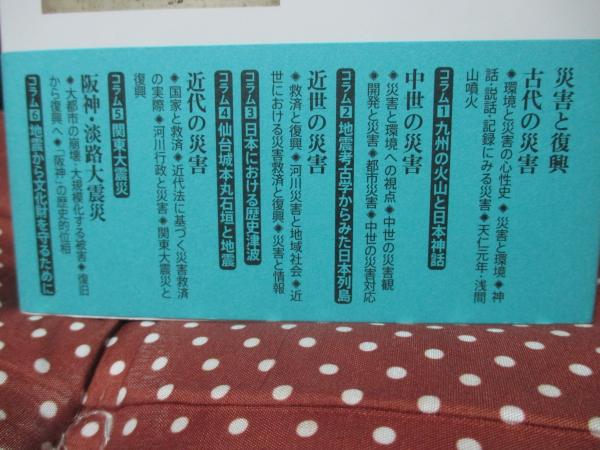 災害と復興
古代の災害
◆環境と災害の心性史◆災害と環境◆神
話・説話・記録にみる災害◆天仁元年・浅間
山噴火
コラム1 九州の火山と日本神話
中世の災害
◆災害と環境への視点◆中世の災害観
◆開発と災害◆都市災害◆中世の災害対応
コラム2 地震考古学からみた日本列島
近世の災害
◆救済と復興◆河川災害と地域社会◆近
世における災害救済と復興◆災害と情報
コラム3 日本における歴史津波
コラム4 仙台城本丸石垣と地震
近代の災害
◆国家と救済◆近代法に基づく災害救済
の実際◆河川行政と災害◆関東大震災と
復興
コラム5 関東大震災
阪神・淡路大震災
◆大都市の崩壊・大規模化する被害◆復旧
から復興へ◆「阪神」の歴史的位相
コラム6 地震から文化財を守るために